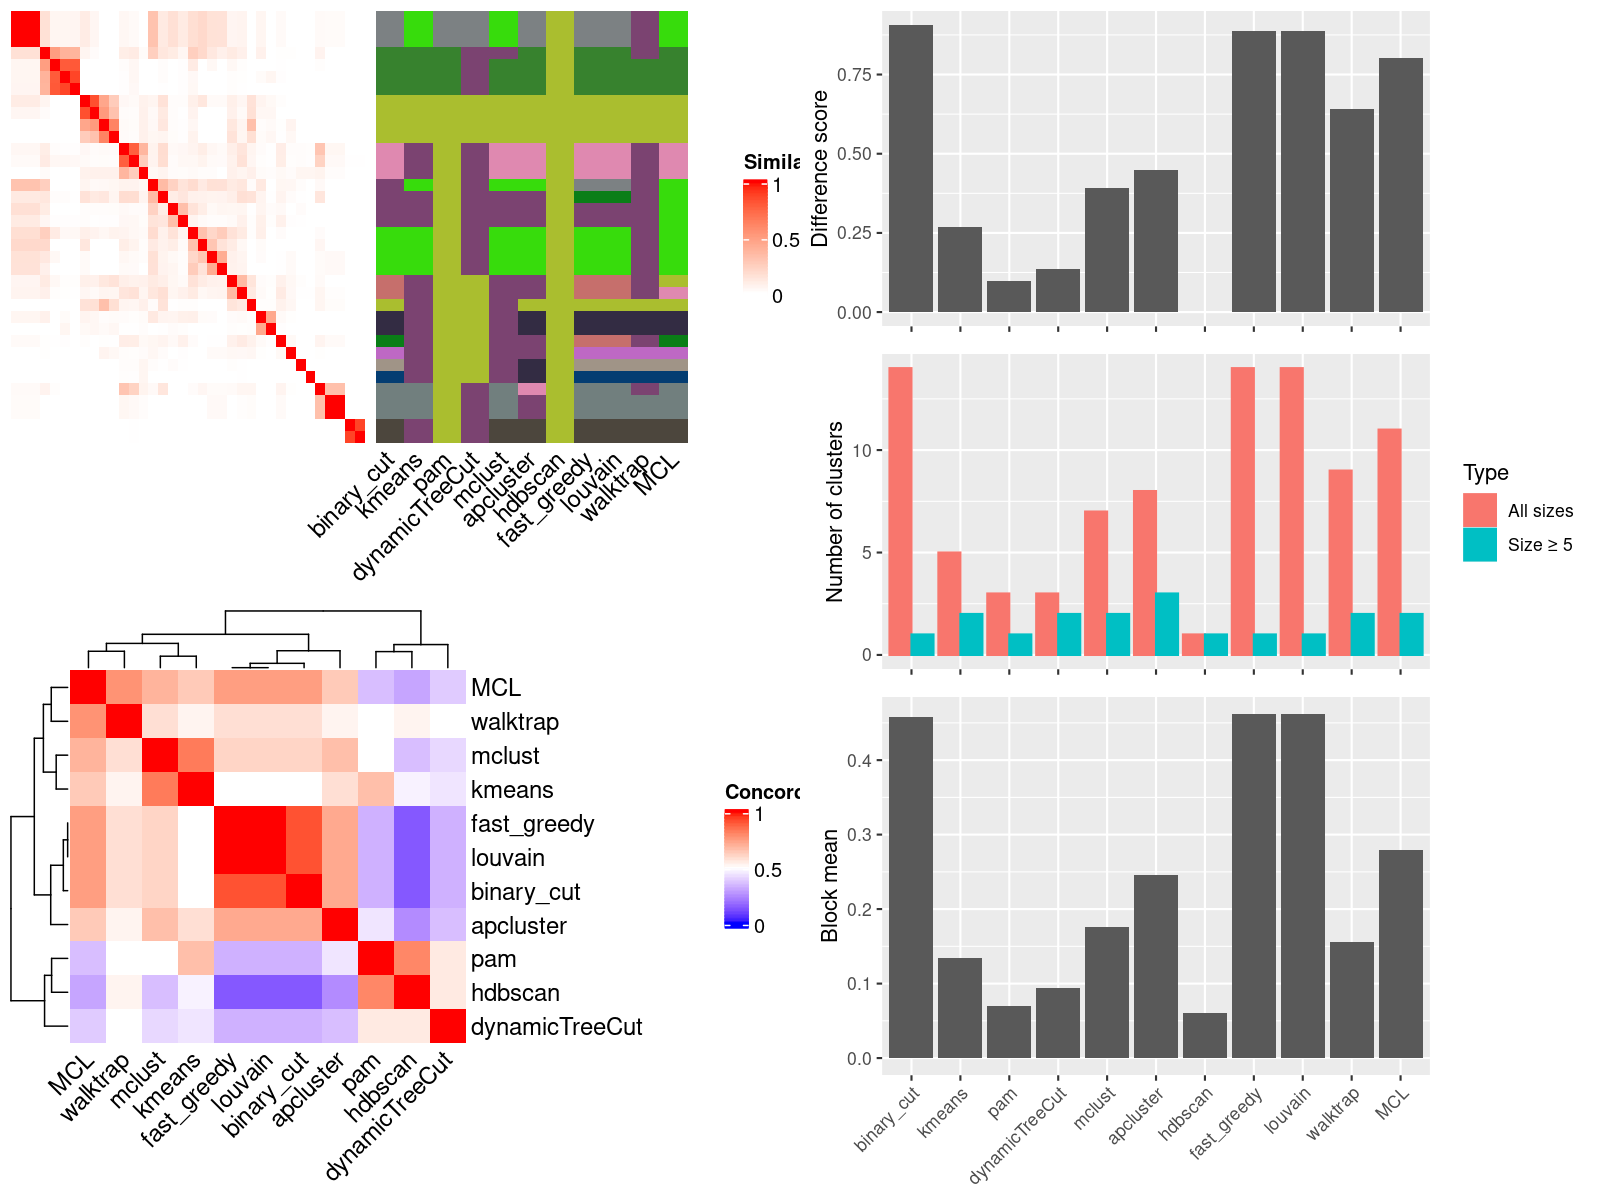 Simila
1
0.5
0
binary_cut
kmeans
pam
dynamicTreeCut
mclust
apcluster
hdbscan
fast_greedy
louvain
walktrap
MCL
MCL
walktrap
mclust
kmeans
fast_greedy
louvain
binary_cut
apcluster
pam
hdbscan
dynamicTreeCut
Concord
1
0.5
0
MCL
walktrap
mclust
kmeans
fast_greedy
louvain
binary_cut
apcluster
pam
hdbscan
dynamicTreeCut
Difference score
0.75
0.50
0.25
0.00
Number of clusters
10
5
0
Type
All sizes
Size ≥ 5
Block mean
0.4
0.3
0.2
0.1
0.0
binary_cut
kmeans
pam
dynamicTreeCut
mclust
apcluster
hdbscan
fast_greedy
louvain
walktrap
MCL